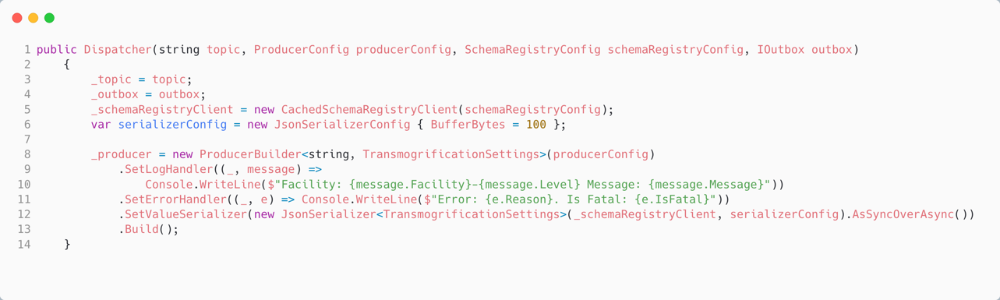 1 public Dispatcher(string topic, ProducerConfig producerConfig, SchemaRegistryConfig schemaRegistryConfig, IOutbox outbox)
2     {
3         _topic = topic;
4         _outbox = outbox;
5         _schemaRegistryClient = new CachedSchemaRegistryClient(schemaRegistryConfig);
6         var serializerConfig = new JsonSerializerConfig { BufferBytes = 100 };
7
8         _producer = new ProducerBuilder<string, TransmogrificationSettings>(producerConfig)
9             .SetLogHandler((_, message) =>
10                 Console.WriteLine($"Facility: {message.Facility}-{message.Level} Message: {message.Message}"))
11             .SetErrorHandler((_, e) => Console.WriteLine($"Error: {e.Reason}. Is Fatal: {e.IsFatal}"))
12             .SetValueSerializer(new JsonSerializer<TransmogrificationSettings>(_schemaRegistryClient, serializerConfig).AsSyncOverAsync())
13             .Build();
14     }